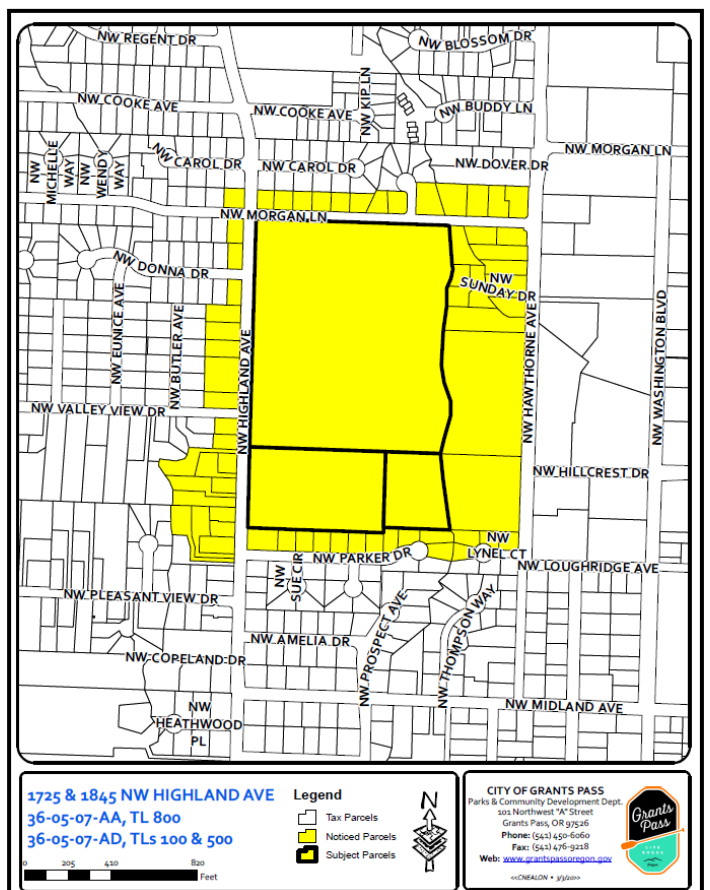 NW REGENT DR
NW BLOSSOM DR
NW COOKE AVE
NW COOKE AVE
NW KIP LN
NW BUDDY LN
NW
MICHELLE
WAY
NW
WENDY
WAY
NW CAROL DR
NW CAROL DR
NW DOVER DR
NW MORGAN LN
NW MORGAN LN
NW DONNA DR
NW
SUNDAY DR
NW EUNICE AVE
NW BUTLER AVE
NW HIGHLAND AVE
NW HAWTHORNE AVE
NW WASHINGTON BLVD
NW VALLEY VIEW DR
NW HILLCREST DR
NW
LYNEL CT
NW PARKER DR
NW LOUGHRIDGE AVE
NW
SUE CIR
NW PLEASANT VIEW DR
NW PROSPECT AVE
NW THOMPSON WAY
NW AMELIA DR
NW COPELAND DR
NW MIDLAND AVE
NW
HEATHWOOD
PL
1725 & 1845 NW HIGHLAND AVE
36-05-07-AA, TL 800
36-05-07-AD, TLs 100 & 500
0 205 410 820
Feet
Legend
Tax Parcels
Noticed Parcels
Subject Parcels
N
CITY OF GRANTS PASS
Parks & Community Development Dept.
101 Northwest "A" Street
Grants Pass, OR 97526
Phone: (541) 450-6060
Fax: (541) 476-9218
Web: www.grantspassoregon.gov
Grants
Pass